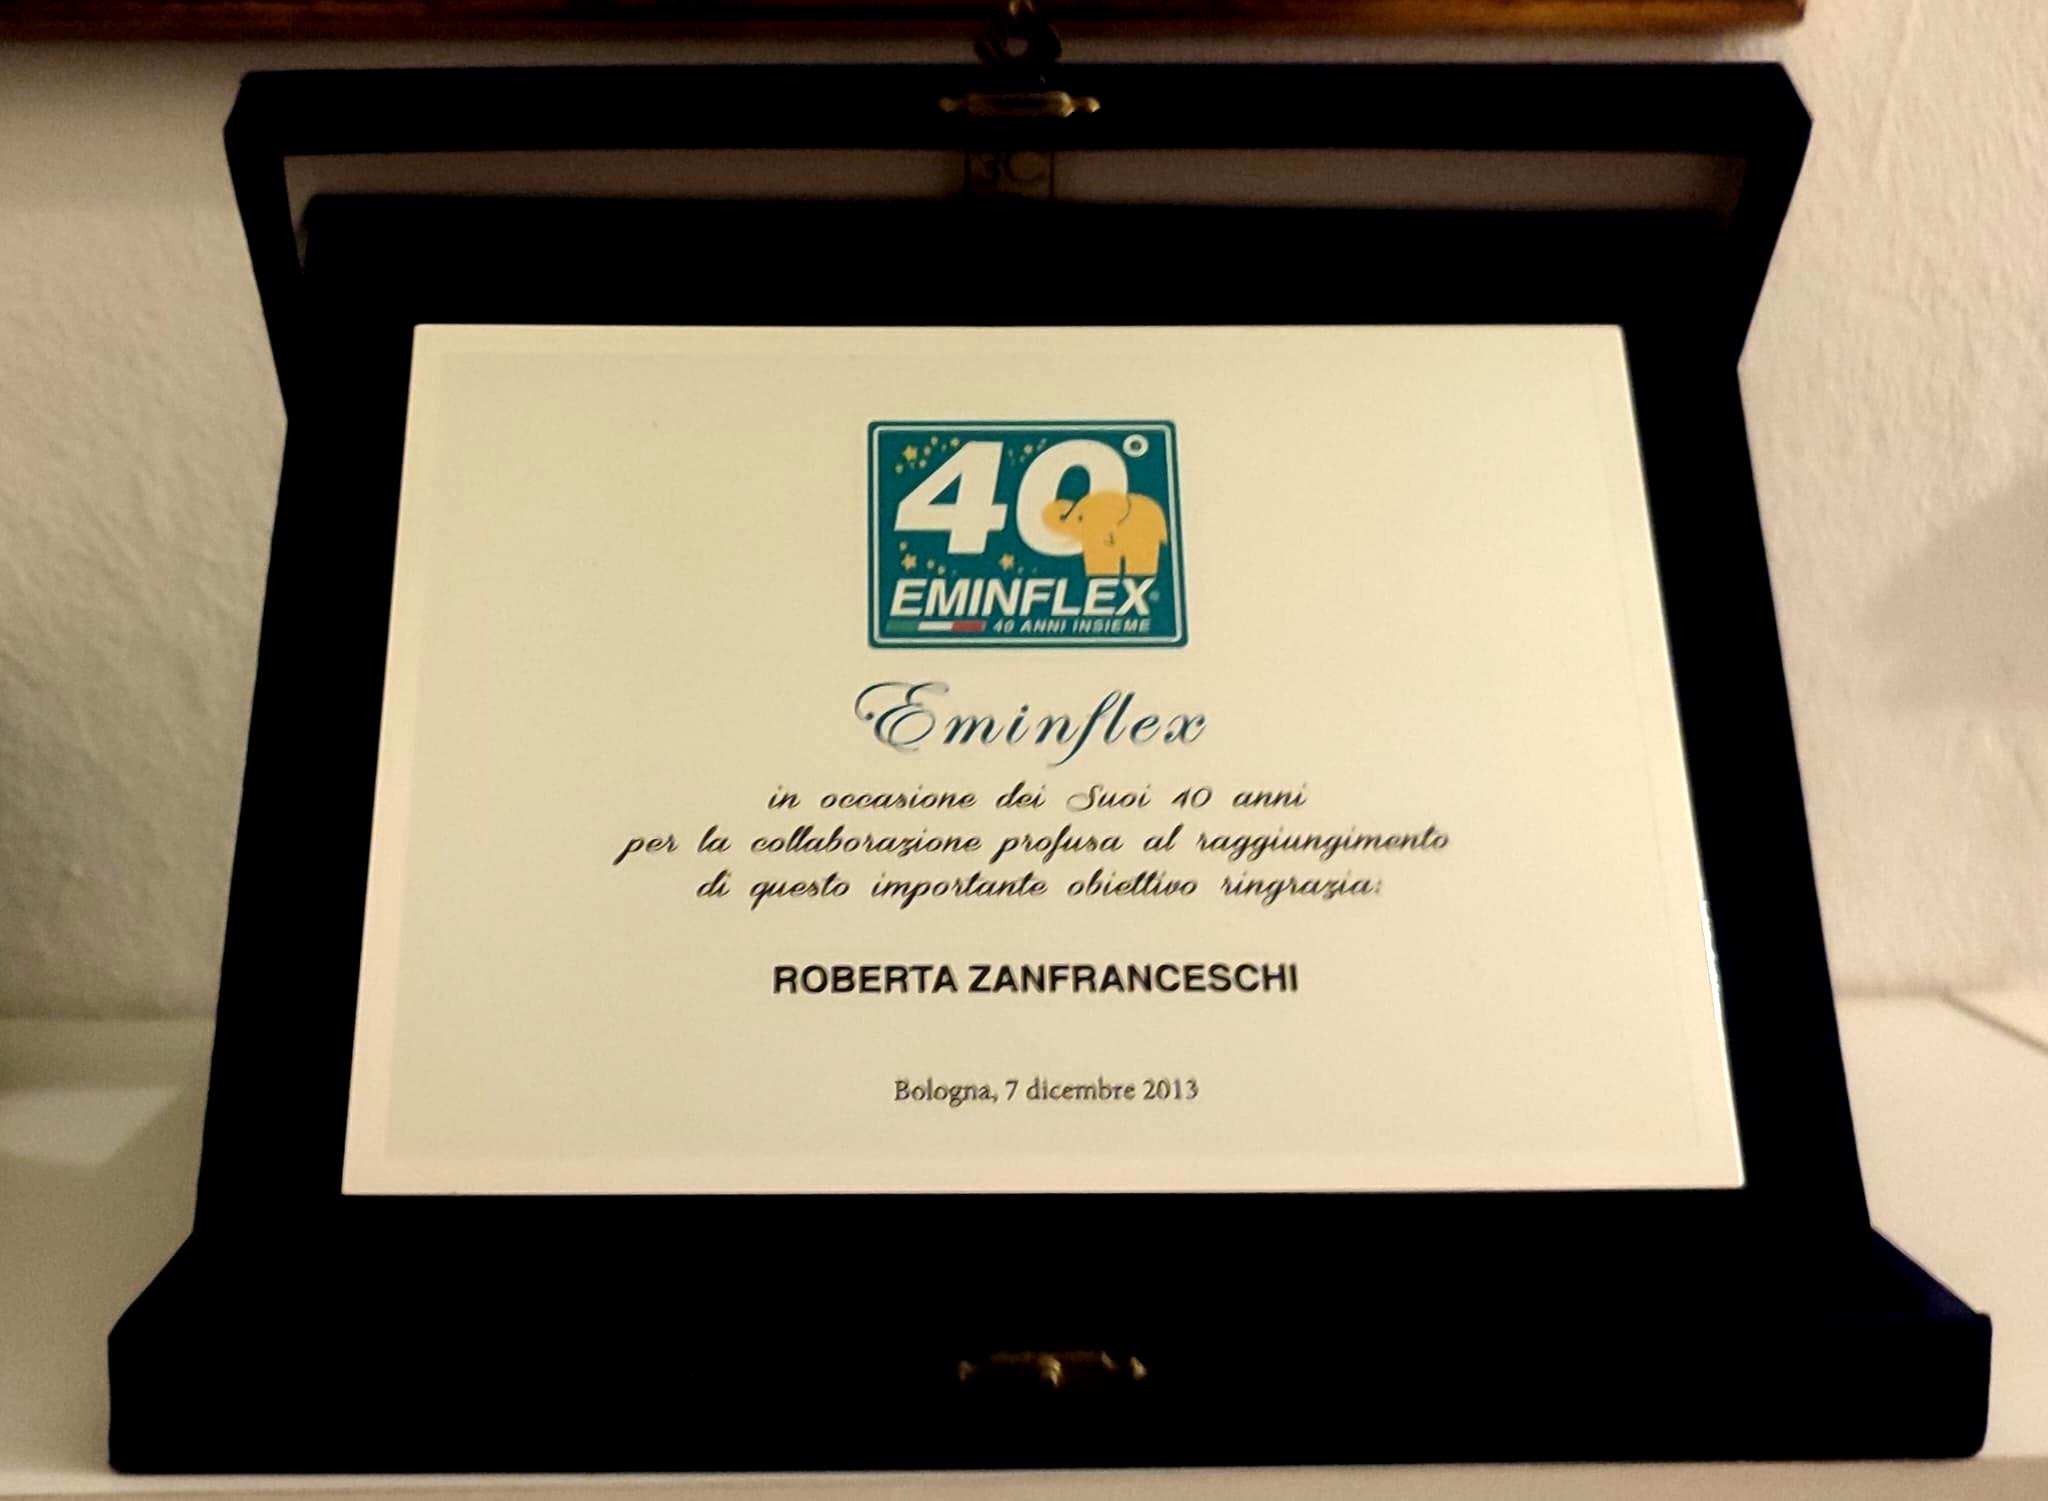 3C
40°
EMINFLEX®
40 ANNI INSIEME
Eminflex
in occasione dei Suoi 40 anni
per la collaborazione profusa al raggiungimento
di questo importante obiettivo ringrazia:
ROBERTA ZANFRANCESCHI
Bologna, 7 dicembre 2013